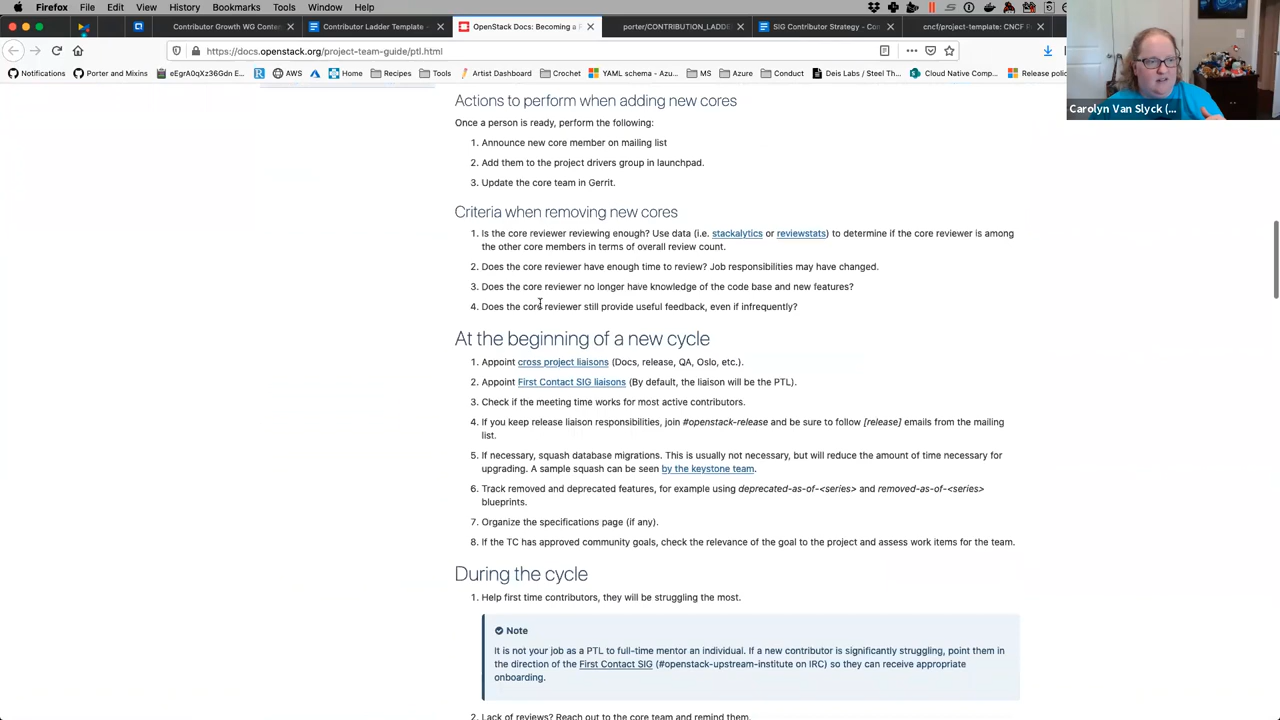 Firefox File Edit View History Bookmarks Tools Window Help
Contributor Growth WG Content
Contributor Ladder Template -
OpenStack Docs: Becoming a P
porter/CONTRIBUTION_LADDE
SIG Contributor Strategy - Con
cncf/project-template: CNCF P
https://docs.openstack.org/project-team-guide/ptl.html
Notifications Porter and Mixins eEgrA0qXz36Gdn E... AWS Home Recipes Tools Artist Dashboard Crochet YAML schema - Azu... MS Azure Conduct Deis Labs / Steel Th... Cloud Native Comp... Release policy
Carolyn Van Slyck (...
Actions to perform when adding new cores
Once a person is ready, perform the following:
1. Announce new core member on mailing list
2. Add them to the project drivers group in launchpad.
3. Update the core team in Gerrit.
Criteria when removing new cores
1. Is the core reviewer reviewing enough? Use data (i.e. stackalytics or reviewstats) to determine if the core reviewer is among
the other core members in terms of overall review count.
2. Does the core reviewer have enough time to review? Job responsibilities may have changed.
3. Does the core reviewer no longer have knowledge of the code base and new features?
4. Does the core reviewer still provide useful feedback, even if infrequently?
At the beginning of a new cycle
1. Appoint cross project liaisons (Docs, release, QA, Oslo, etc.).
2. Appoint First Contact SIG liaisons (By default, the liaison will be the PTL).
3. Check if the meeting time works for most active contributors.
4. If you keep release liaison responsibilities, join #openstack-release and be sure to follow [release] emails from the mailing
list.
5. If necessary, squash database migrations. This is usually not necessary, but will reduce the amount of time necessary for
upgrading. A sample squash can be seen by the keystone team.
6. Track removed and deprecated features, for example using deprecated-as-of-<series> and removed-as-of-<series>
blueprints.
7. Organize the specifications page (if any).
8. If the TC has approved community goals, check the relevance of the goal to the project and assess work items for the team.
During the cycle
1. Help first time contributors, they will be struggling the most.
Note
It is not your job as a PTL to full-time mentor an individual. If a new contributor is significantly struggling, point them in
the direction of the First Contact SIG (#openstack-upstream-institute on IRC) so they can receive appropriate
onboarding.
2. Lack of reviews? Reach out to the core team and remind them.